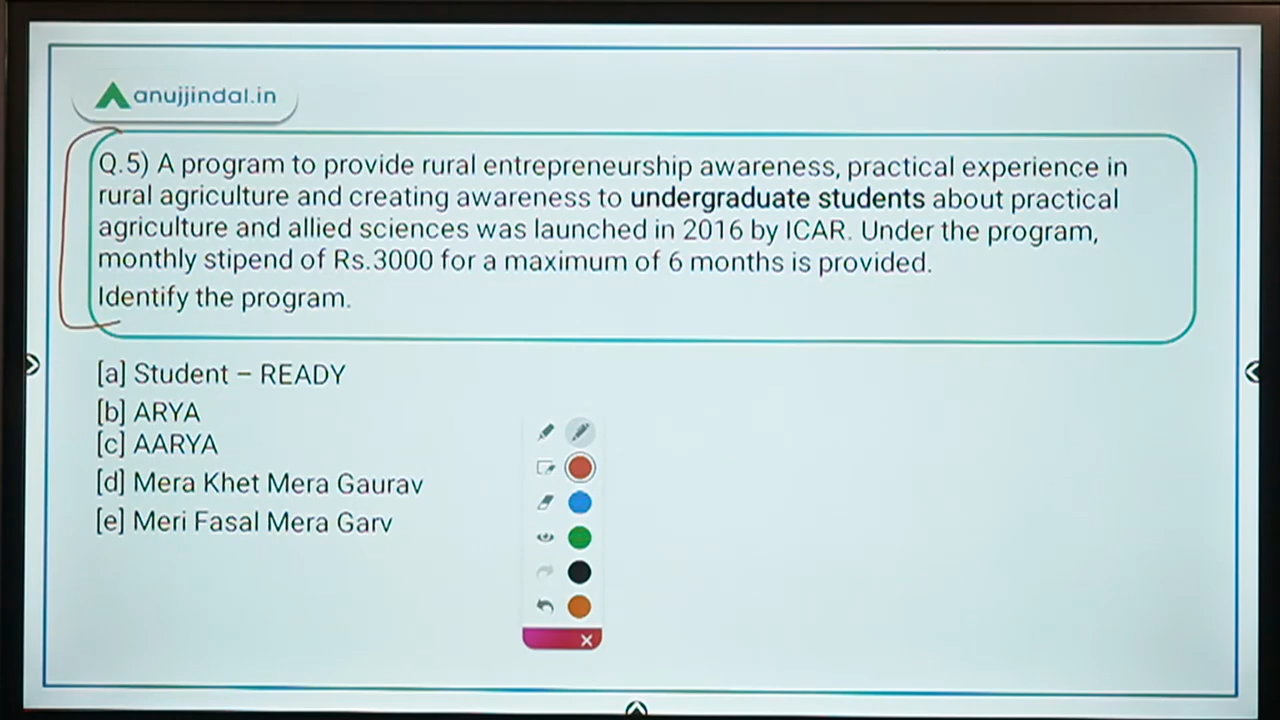 anujjindal.in
Q.5) A program to provide rural entrepreneurship awareness, practical experience in
rural agriculture and creating awareness to undergraduate students about practical
agriculture and allied sciences was launched in 2016 by ICAR. Under the program,
monthly stipend of Rs.3000 for a maximum of 6 months is provided.
Identify the program.
[a] Student – READY
[b] ARYA
[c] AARYA
[d] Mera Khet Mera Gaurav
[e] Meri Fasal Mera Garv